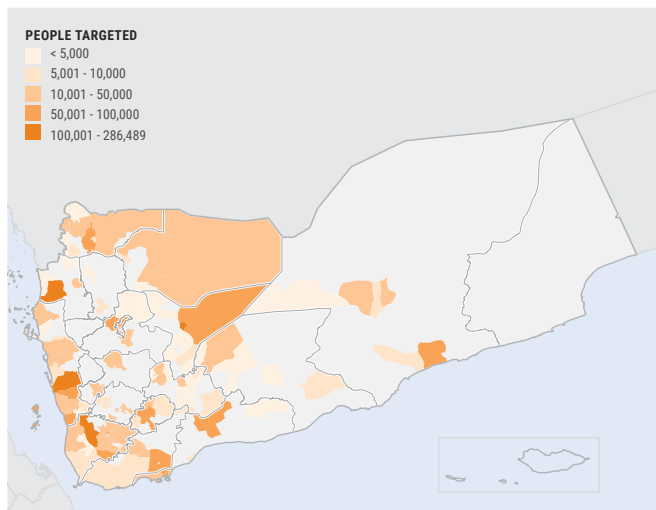 PEOPLE TARGETED
< 5,000
5,001 - 10,000
10,001 - 50,000
50,001 - 100,000
100,001 - 286,489